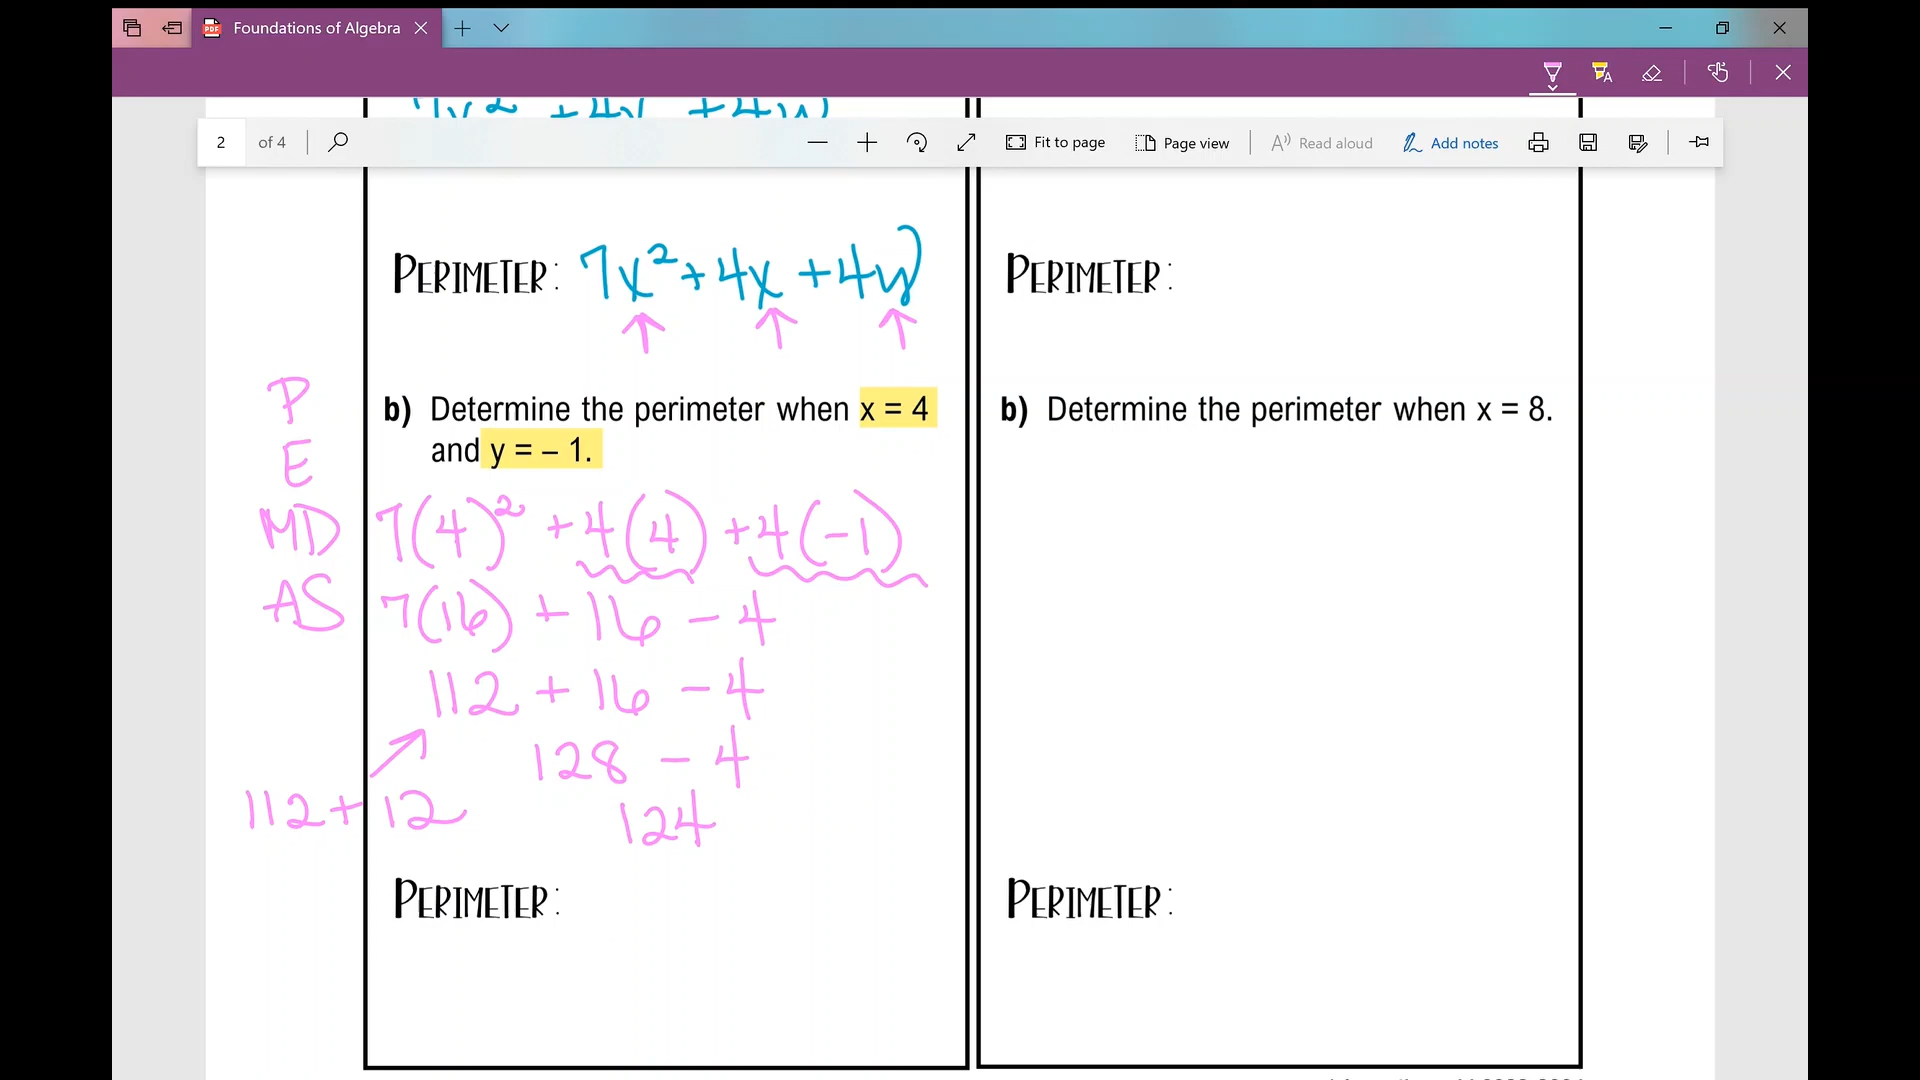 Foundations of Algebra
2 of 4 Fit to page Page view Read aloud Add notes
PERIMETER: 7x² + 4x + 4y
PERIMETER:
P
E
MD
AS
b) Determine the perimeter when x = 4
and y = – 1.
7(4)² + 4(4) + 4(-1)
7(16) + 16 - 4
112 + 16 - 4
128 - 4
112 + 12
124
PERIMETER:
b) Determine the perimeter when x = 8.
PERIMETER: